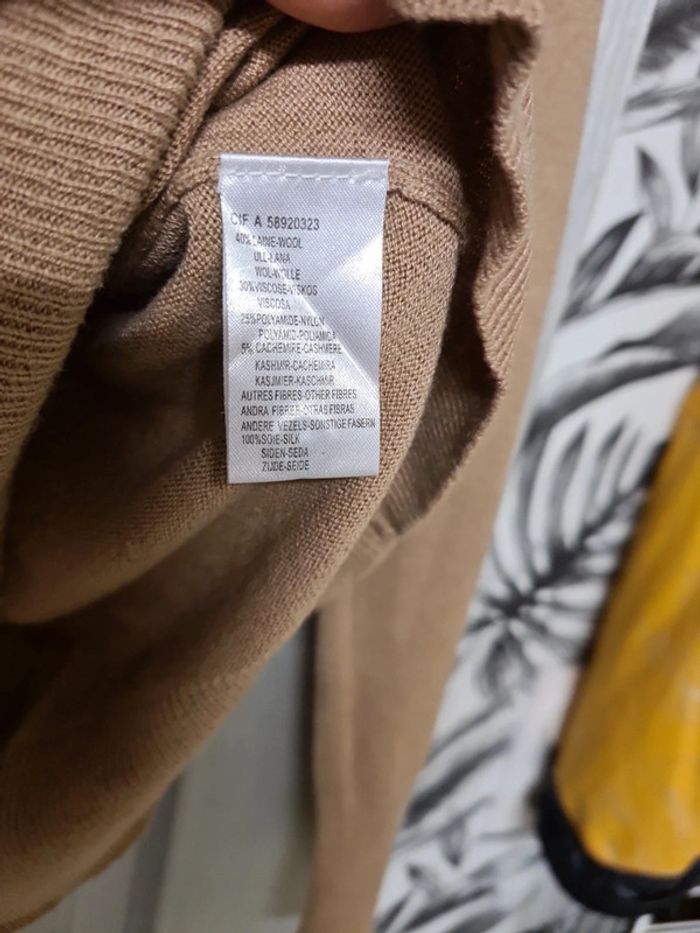 CIF A 58920323
40%LAINE-WOOL
ULL-LANA
WOL-WOLLE
30%VISCOSE-VISKOS
VISCOSA
25%POLYAMIDE-NYLON
POLYAMID-POLIAMIDA
5% CACHEMIRE-CASHMERE
KASHMIR-CACHEMIRA
KASJMIER-KASCHMIR
AUTRES FIBRES-OTHER FIBRES
ANDRA FIBRER-OTRAS FIBRAS
ANDERE VEZELS-SONSTIGE FASERN
100%SOIE-SILK
SIDEN-SEDA
ZIJDE-SEIDE